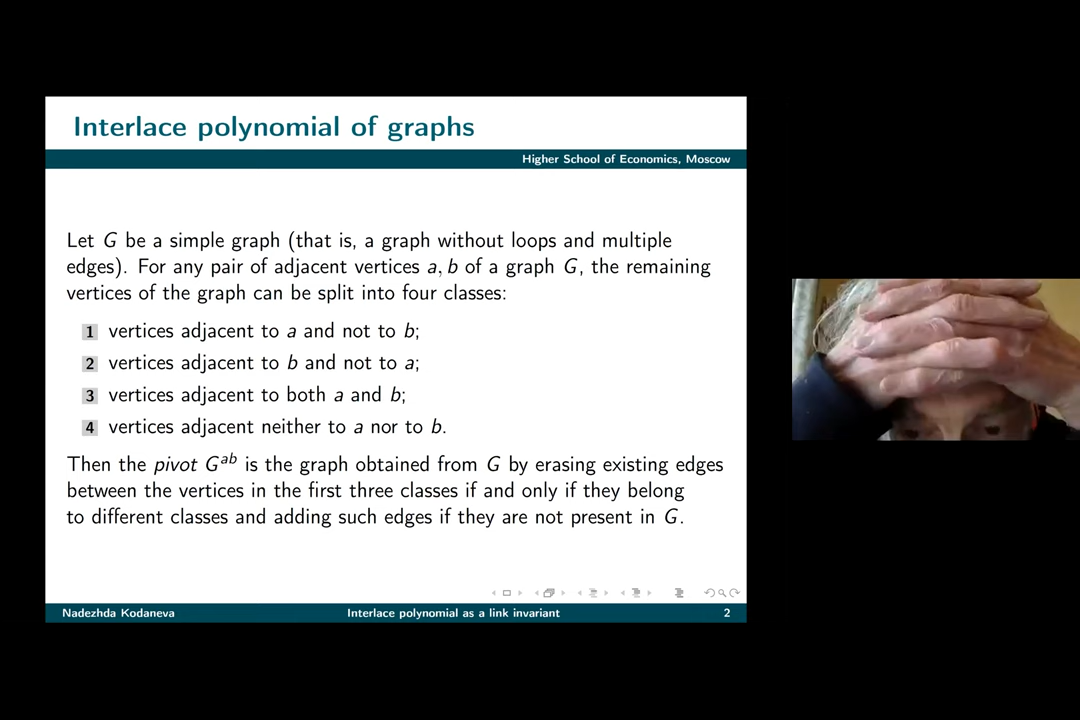 Interlace polynomial of graphs
Higher School of Economics, Moscow
Let G be a simple graph (that is, a graph without loops and multiple
edges). For any pair of adjacent vertices a, b of a graph G, the remaining
vertices of the graph can be split into four classes:
1 vertices adjacent to a and not to b;
2 vertices adjacent to b and not to a;
3 vertices adjacent to both a and b;
4 vertices adjacent neither to a nor to b.
Then the pivot G^{ab} is the graph obtained from G by erasing existing edges
between the vertices in the first three classes if and only if they belong
to different classes and adding such edges if they are not present in G.
Nadezhda Kodaneva Interlace polynomial as a link invariant 2